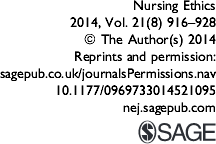 Nursing Ethics
2014, Vol. 21(8) 916–928
© The Author(s) 2014
Reprints and permission:
sagepub.co.uk/journalsPermissions.nav
10.1177/0969733014521095
nej.sagepub.com
SAGE